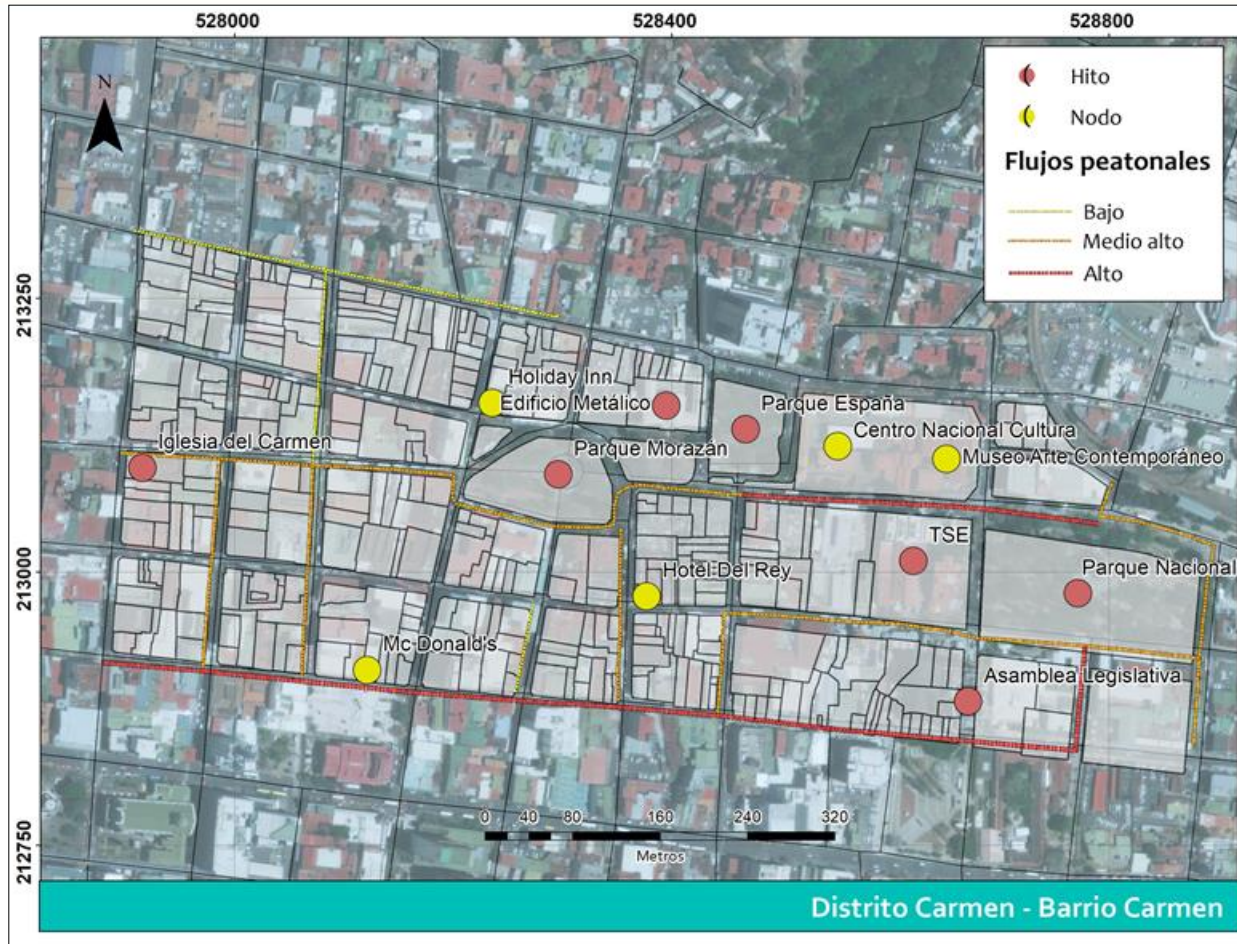 528000
528400
528800
N
Hito
Nodo
Flujos peatonales
Bajo
Medio alto
Alto
213250
213000
212750
Holiday Inn
Edificio Metálico
Parque España
Iglesia del Carmen
Parque Morazán
Centro Nacional Cultura
Museo Arte Contemporáneo
TSE
Hotel Del Rey
Parque Nacional
Mc Donald's
Asamblea Legislativa
0 40 80 160 240 320
Metros
Distrito Carmen - Barrio Carmen